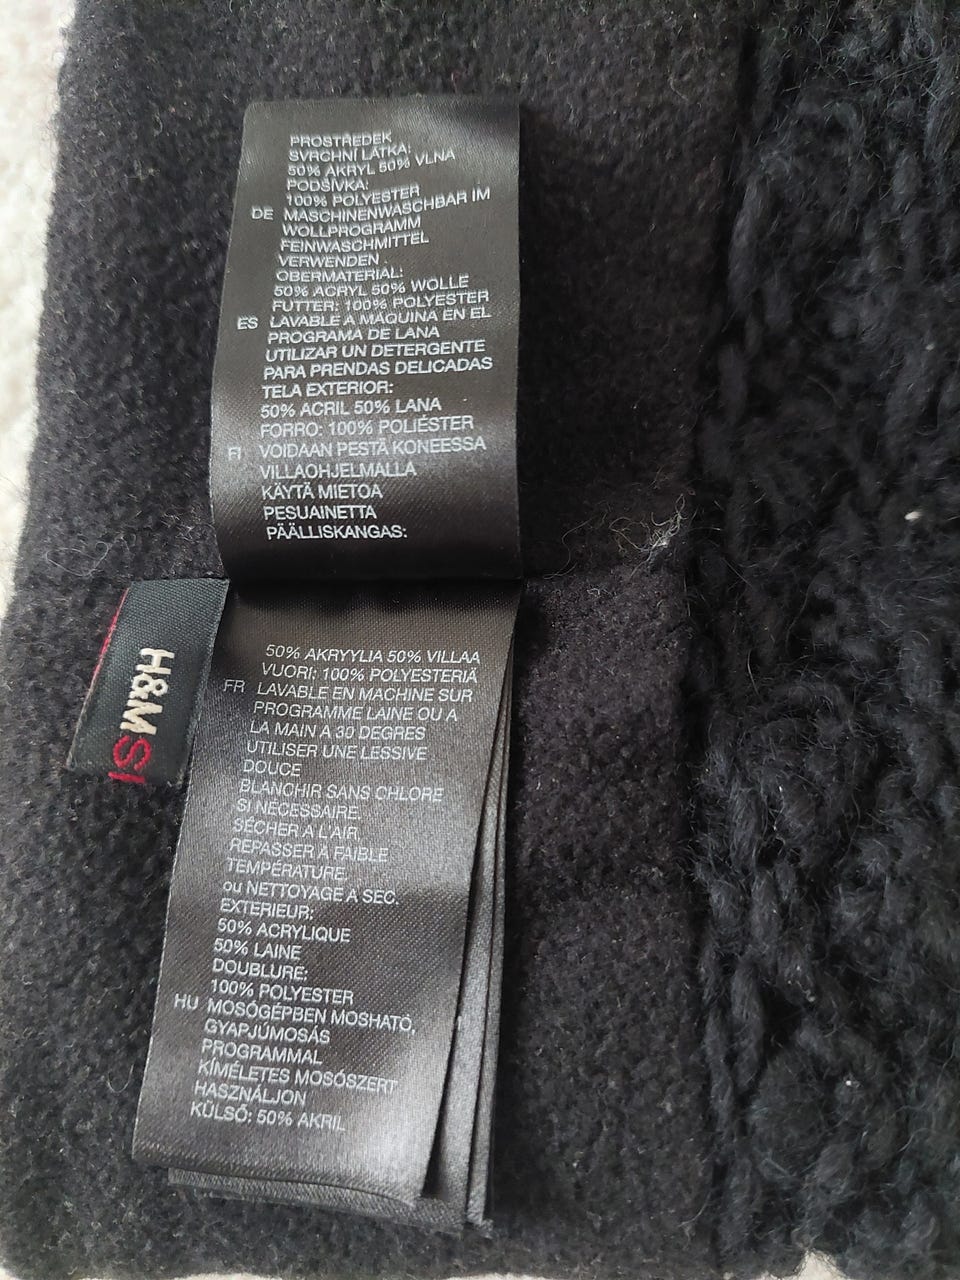 PROSTŘEDEK
SVRCHNÍ LÁTKA:
50% AKRYL 50% VLNA
PODŠÍVKA:
100% POLYESTER
DE MASCHINENWASCHBAR IM
WOLLPROGRAMM
FEINWASCHMITTEL
VERWENDEN
OBERMATERIAL:
50% ACRYL 50% WOLLE
FUTTER: 100% POLYESTER
ES LAVABLE A MÁQUINA EN EL
PROGRAMA DE LANA
UTILIZAR UN DETERGENTE
PARA PRENDAS DELICADAS
TELA EXTERIOR:
50% ACRIL 50% LANA
FORRO: 100% POLIÉSTER
FI VOIDAAN PESTÄ KONEESSA
VILLAOHJELMALLA
KÄYTÄ MIETOA
PESUAINETTA
PÄÄLLISKANGAS:
50% AKRYYLIA 50% VILLAA
VUORI: 100% POLYESTERIÄ
FR LAVABLE EN MACHINE SUR
PROGRAMME LAINE OU A
LA MAIN A 30 DEGRES
UTILISER UNE LESSIVE
DOUCE
BLANCHIR SANS CHLORE
SI NÉCESSAIRE.
SÉCHER A L'AIR
REPASSER A FAIBLE
TEMPÉRATURE.
ou NETTOYAGE A SEC.
EXTERIEUR:
50% ACRYLIQUE
50% LAINE
DOUBLURE:
100% POLYESTER
HU MOSÓGÉPBEN MOSHATÓ,
GYAPJÚMOSÁS
PROGRAMMAL
KÍMÉLETES MOSÓSZERT
HASZNÁLJON
KÜLSŐ: 50% AKRIL
H&M